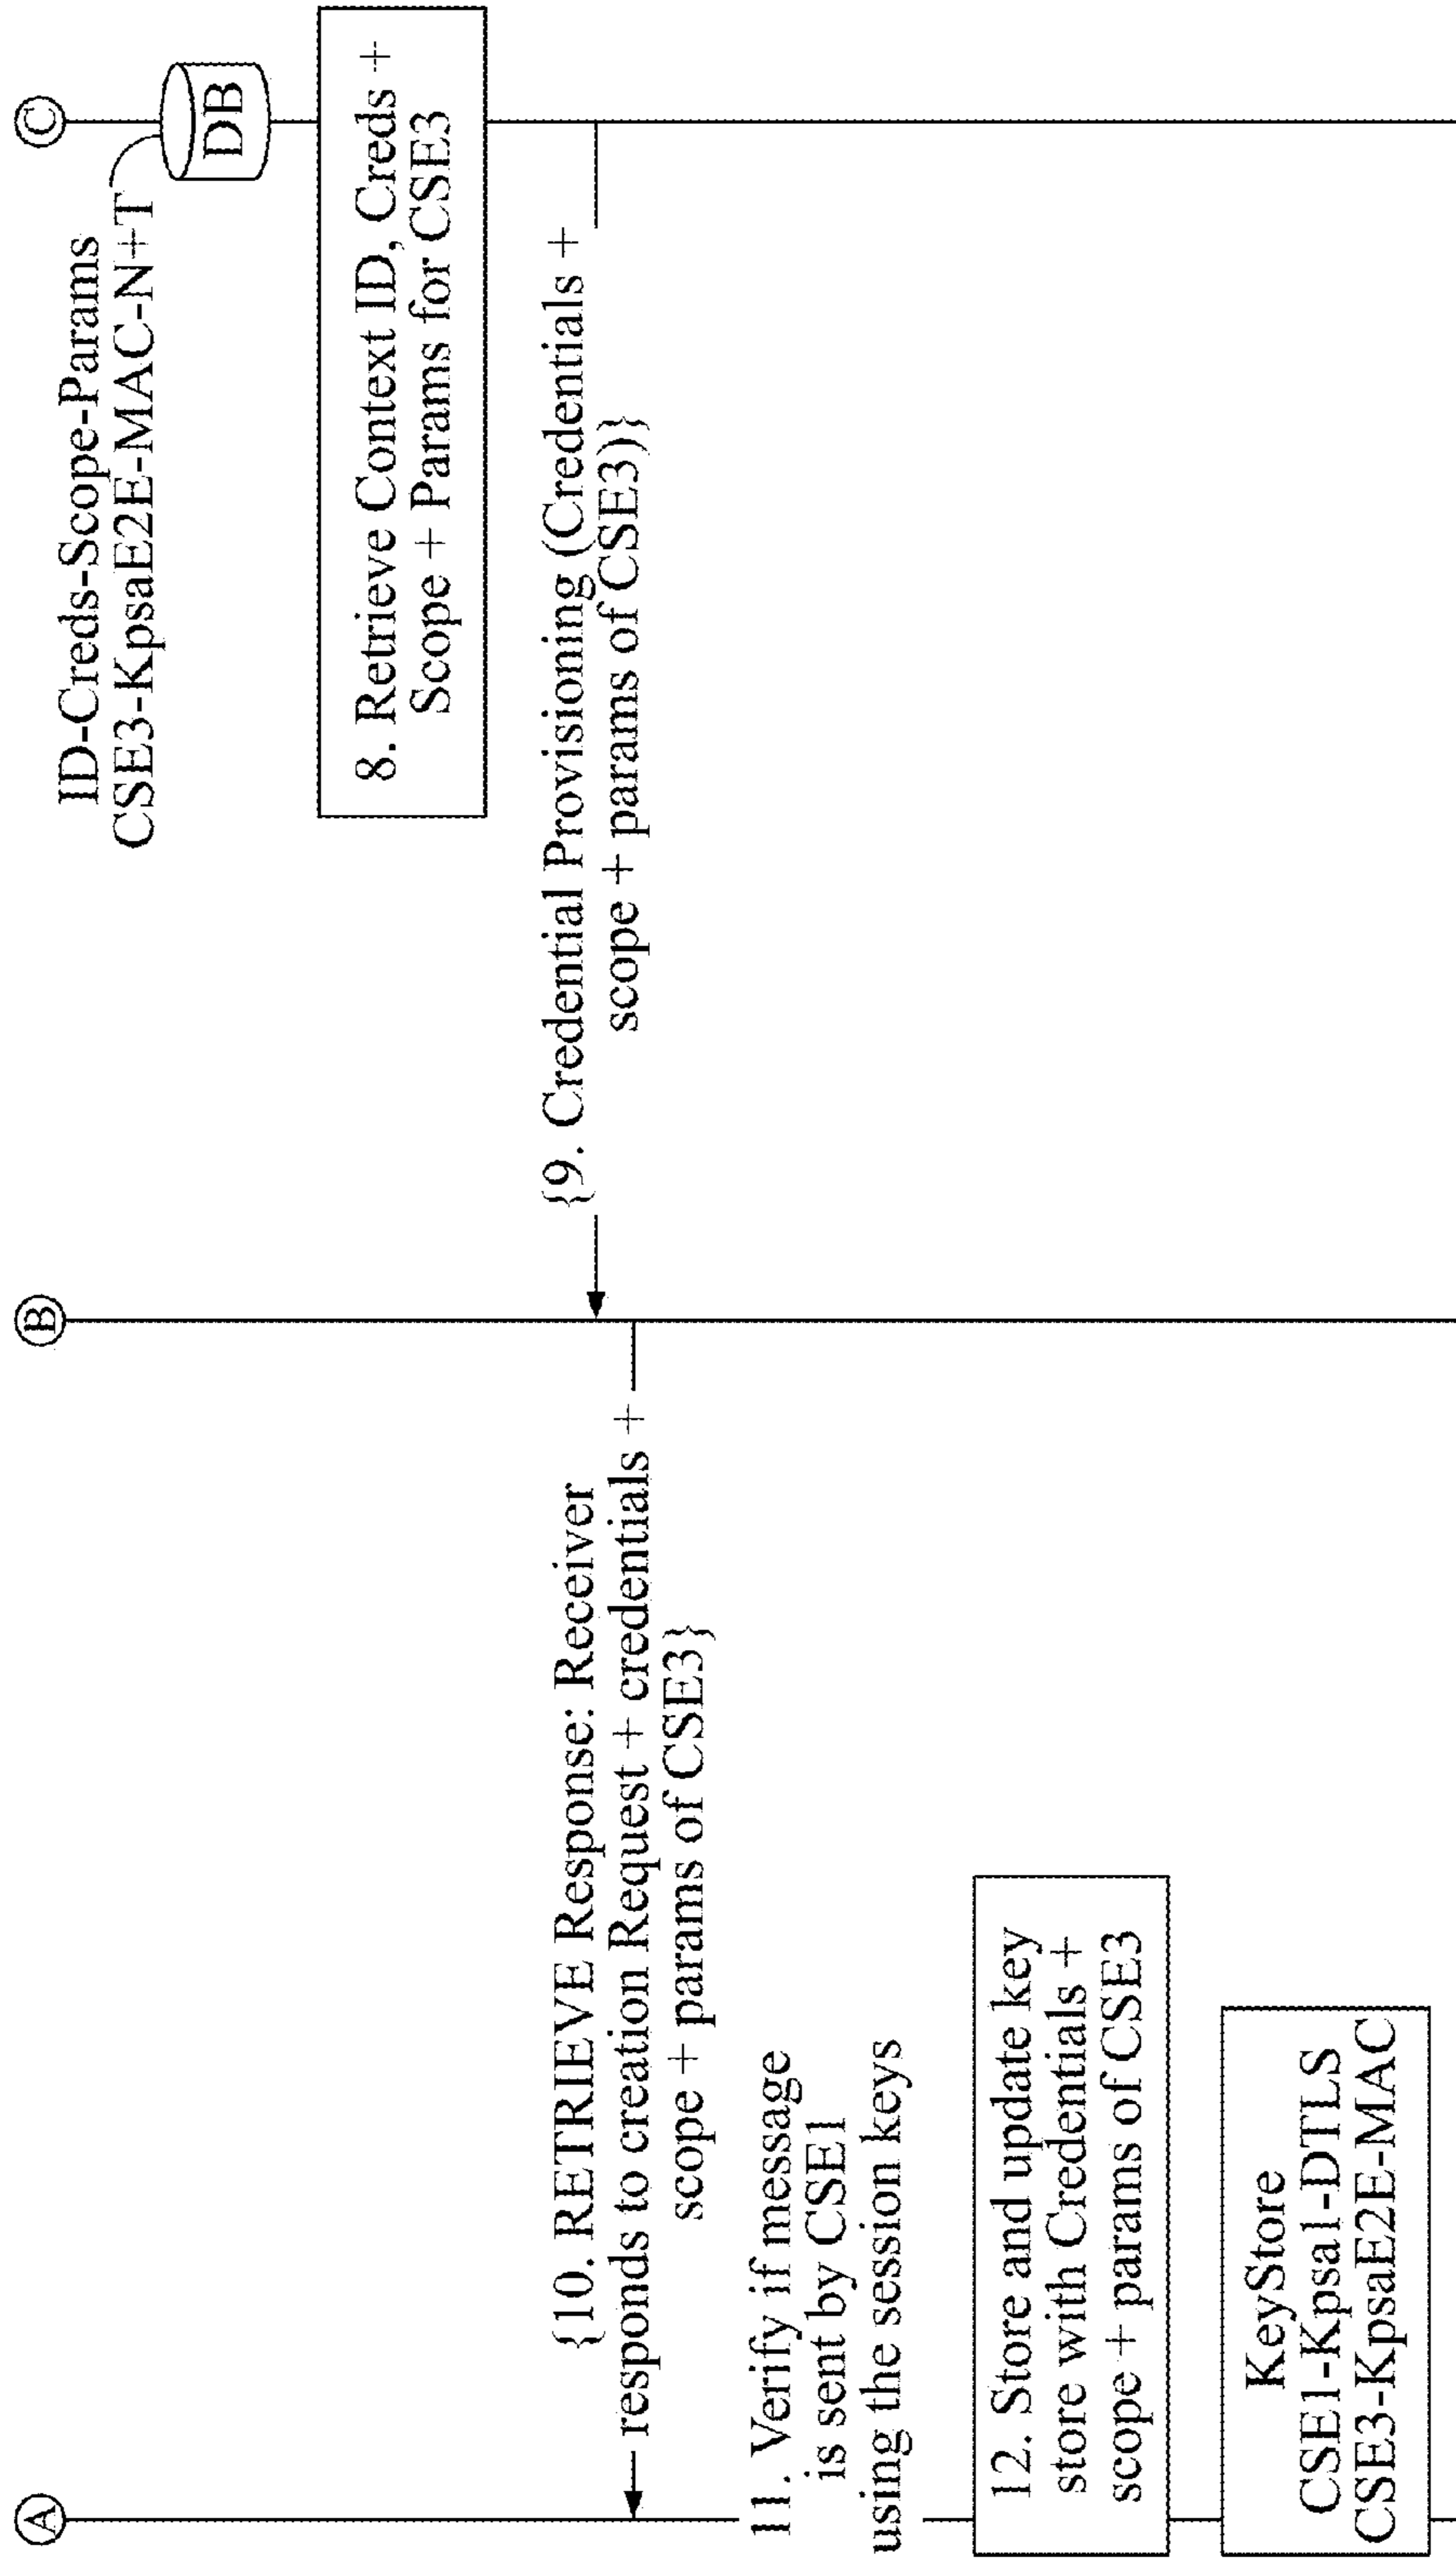 Ⓐ
Ⓑ
Ⓒ
ID-Creds-Scope-Params
CSE3-KpsaE2E-MAC-N+T
DB
8. Retrieve Context ID, Creds +
Scope + Params for CSE3
{9. Credential Provisioning (Credentials +
scope + params of CSE3)}
{10. RETRIEVE Response: Receiver
responds to creation Request + credentials +
scope + params of CSE3}
11. Verify if message
is sent by CSE1
using the session keys
12. Store and update key
store with Credentials +
scope + params of CSE3
KeyStore
CSE1-Kpsa1-DTLS
CSE3-KpsaE2E-MAC